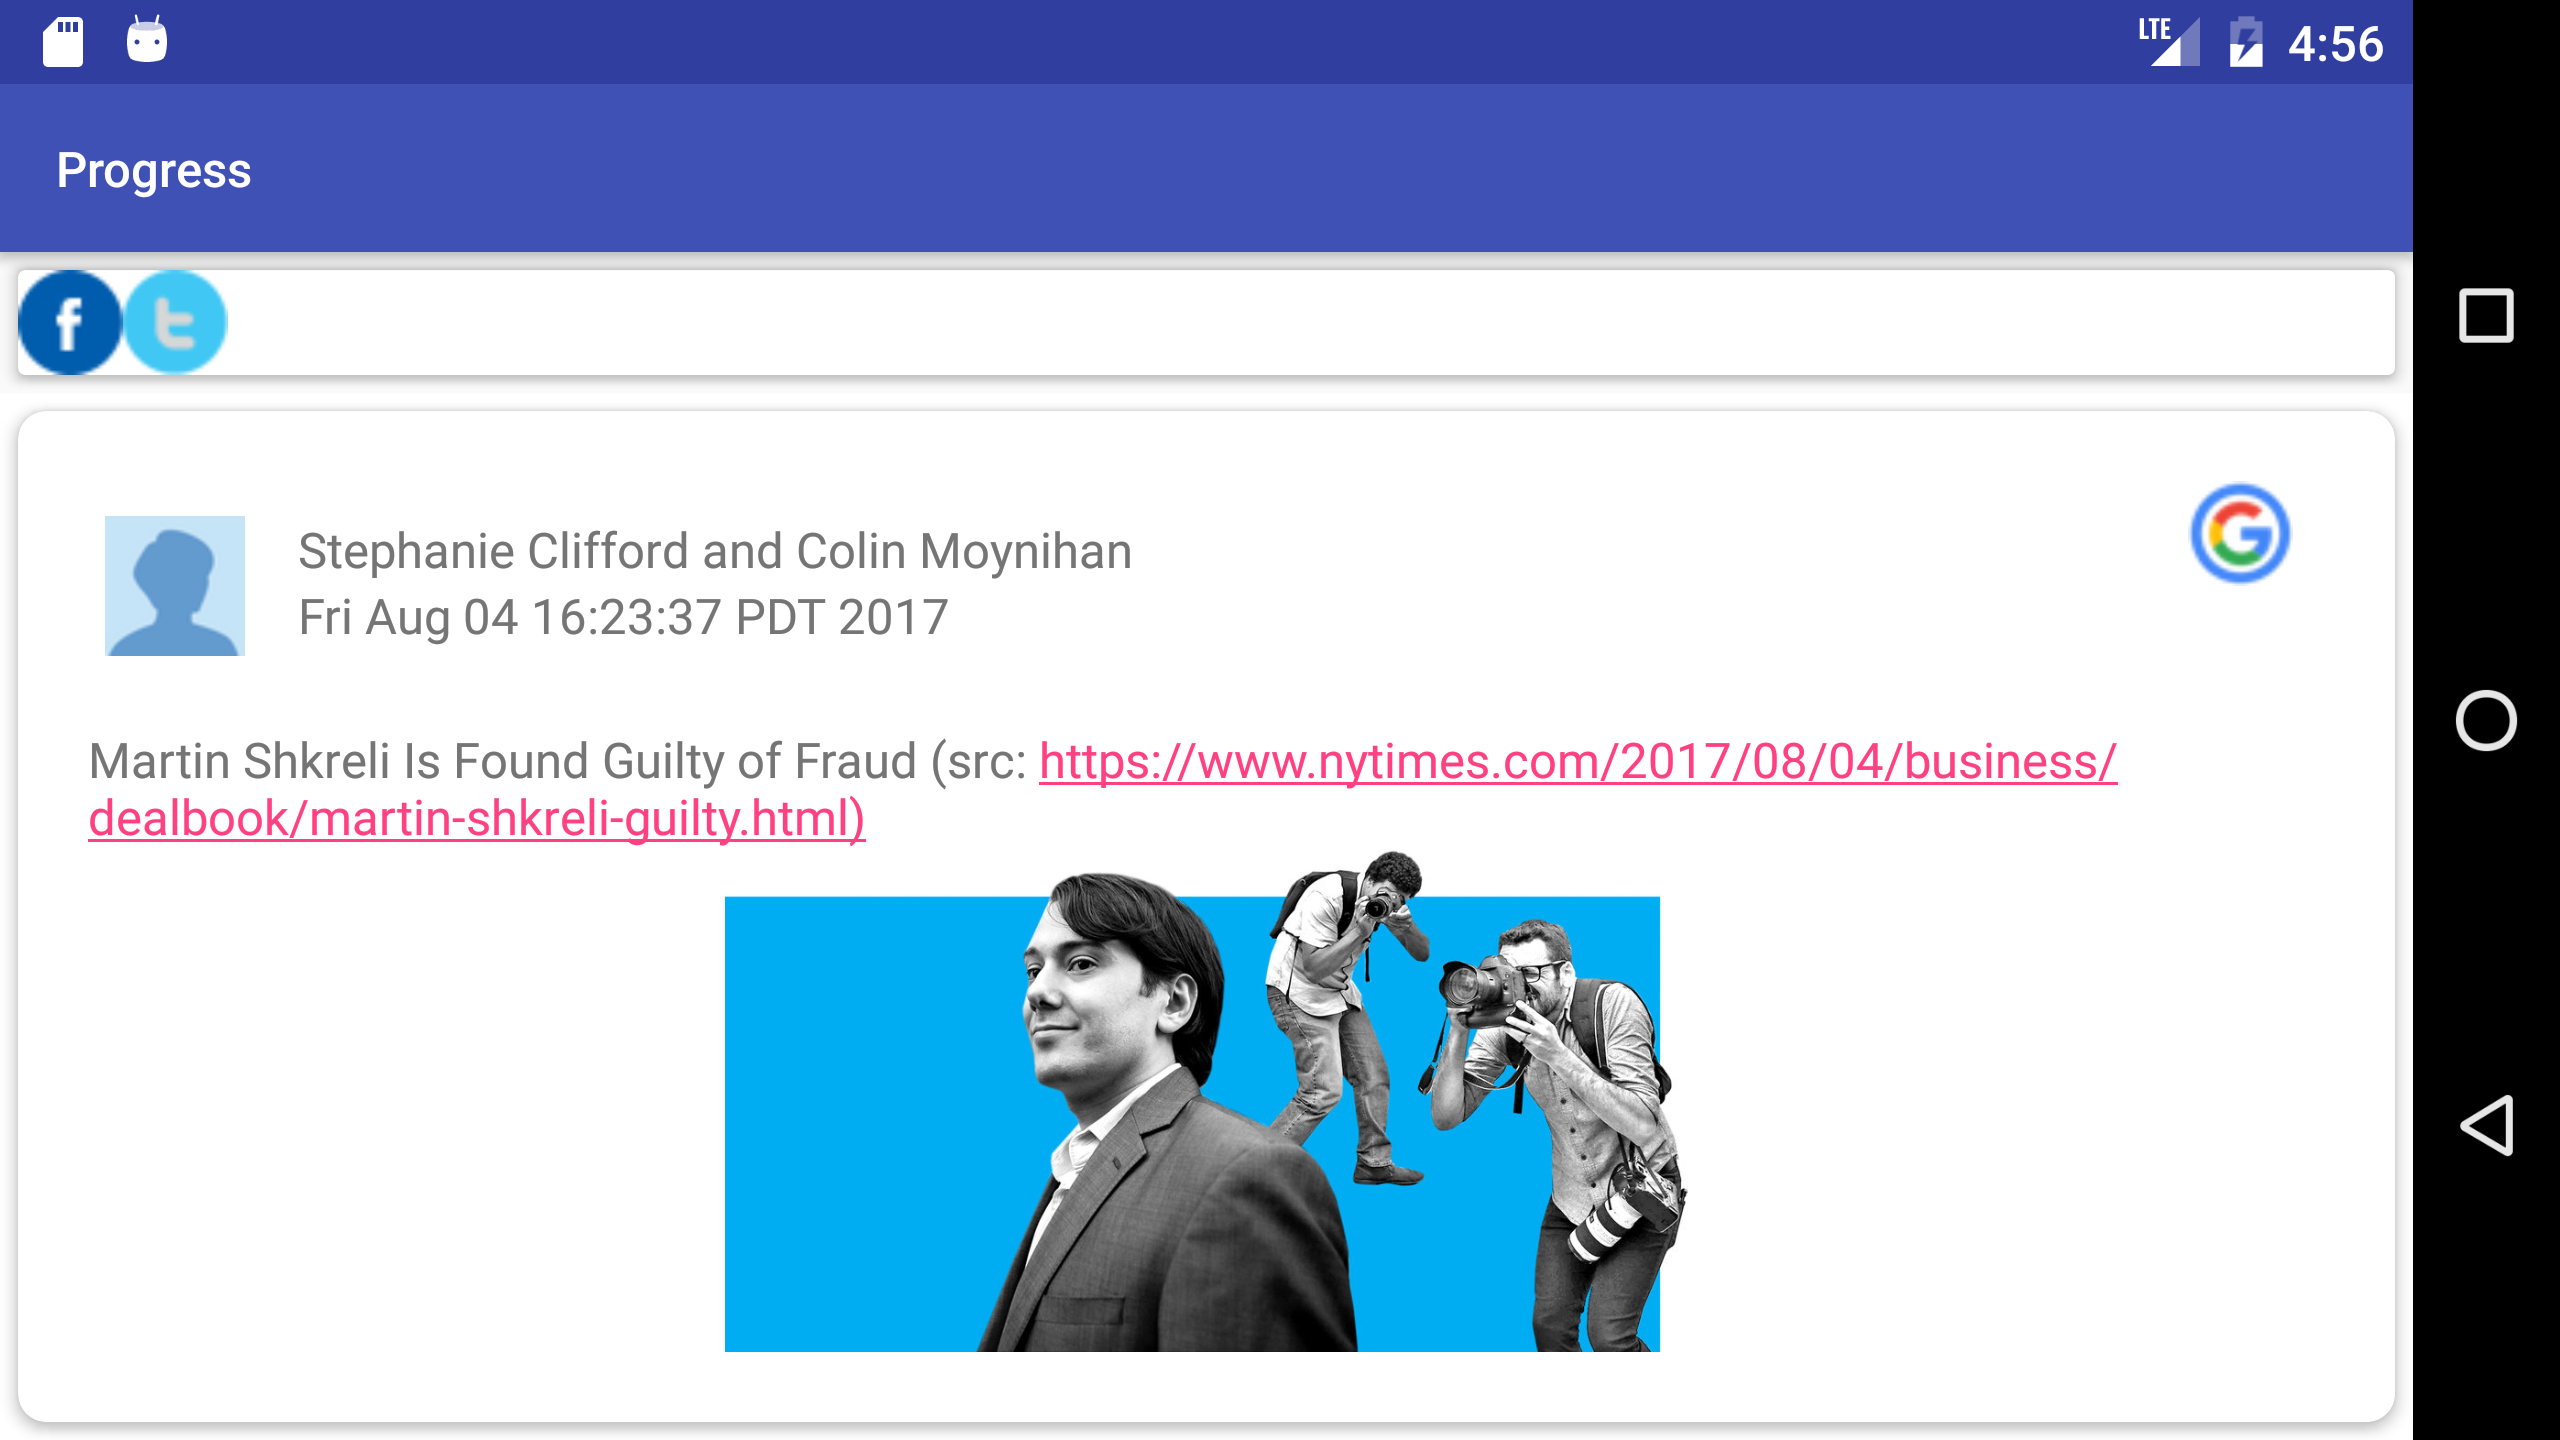 LTE 4:56
Progress
f t
Stephanie Clifford and Colin Moynihan
G
Fri Aug 04 16:23:37 PDT 2017
Martin Shkreli Is Found Guilty of Fraud (src: https://www.nytimes.com/2017/08/04/business/
dealbook/martin-shkreli-guilty.html)